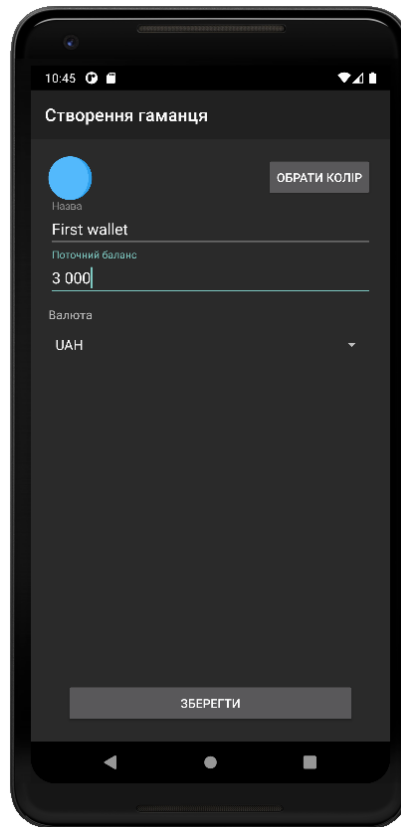 10:45
Створення гаманця
ОБРАТИ КОЛІР
Назва
First wallet
Поточний баланс
3 000
Валюта
UAH
ЗБЕРЕГТИ